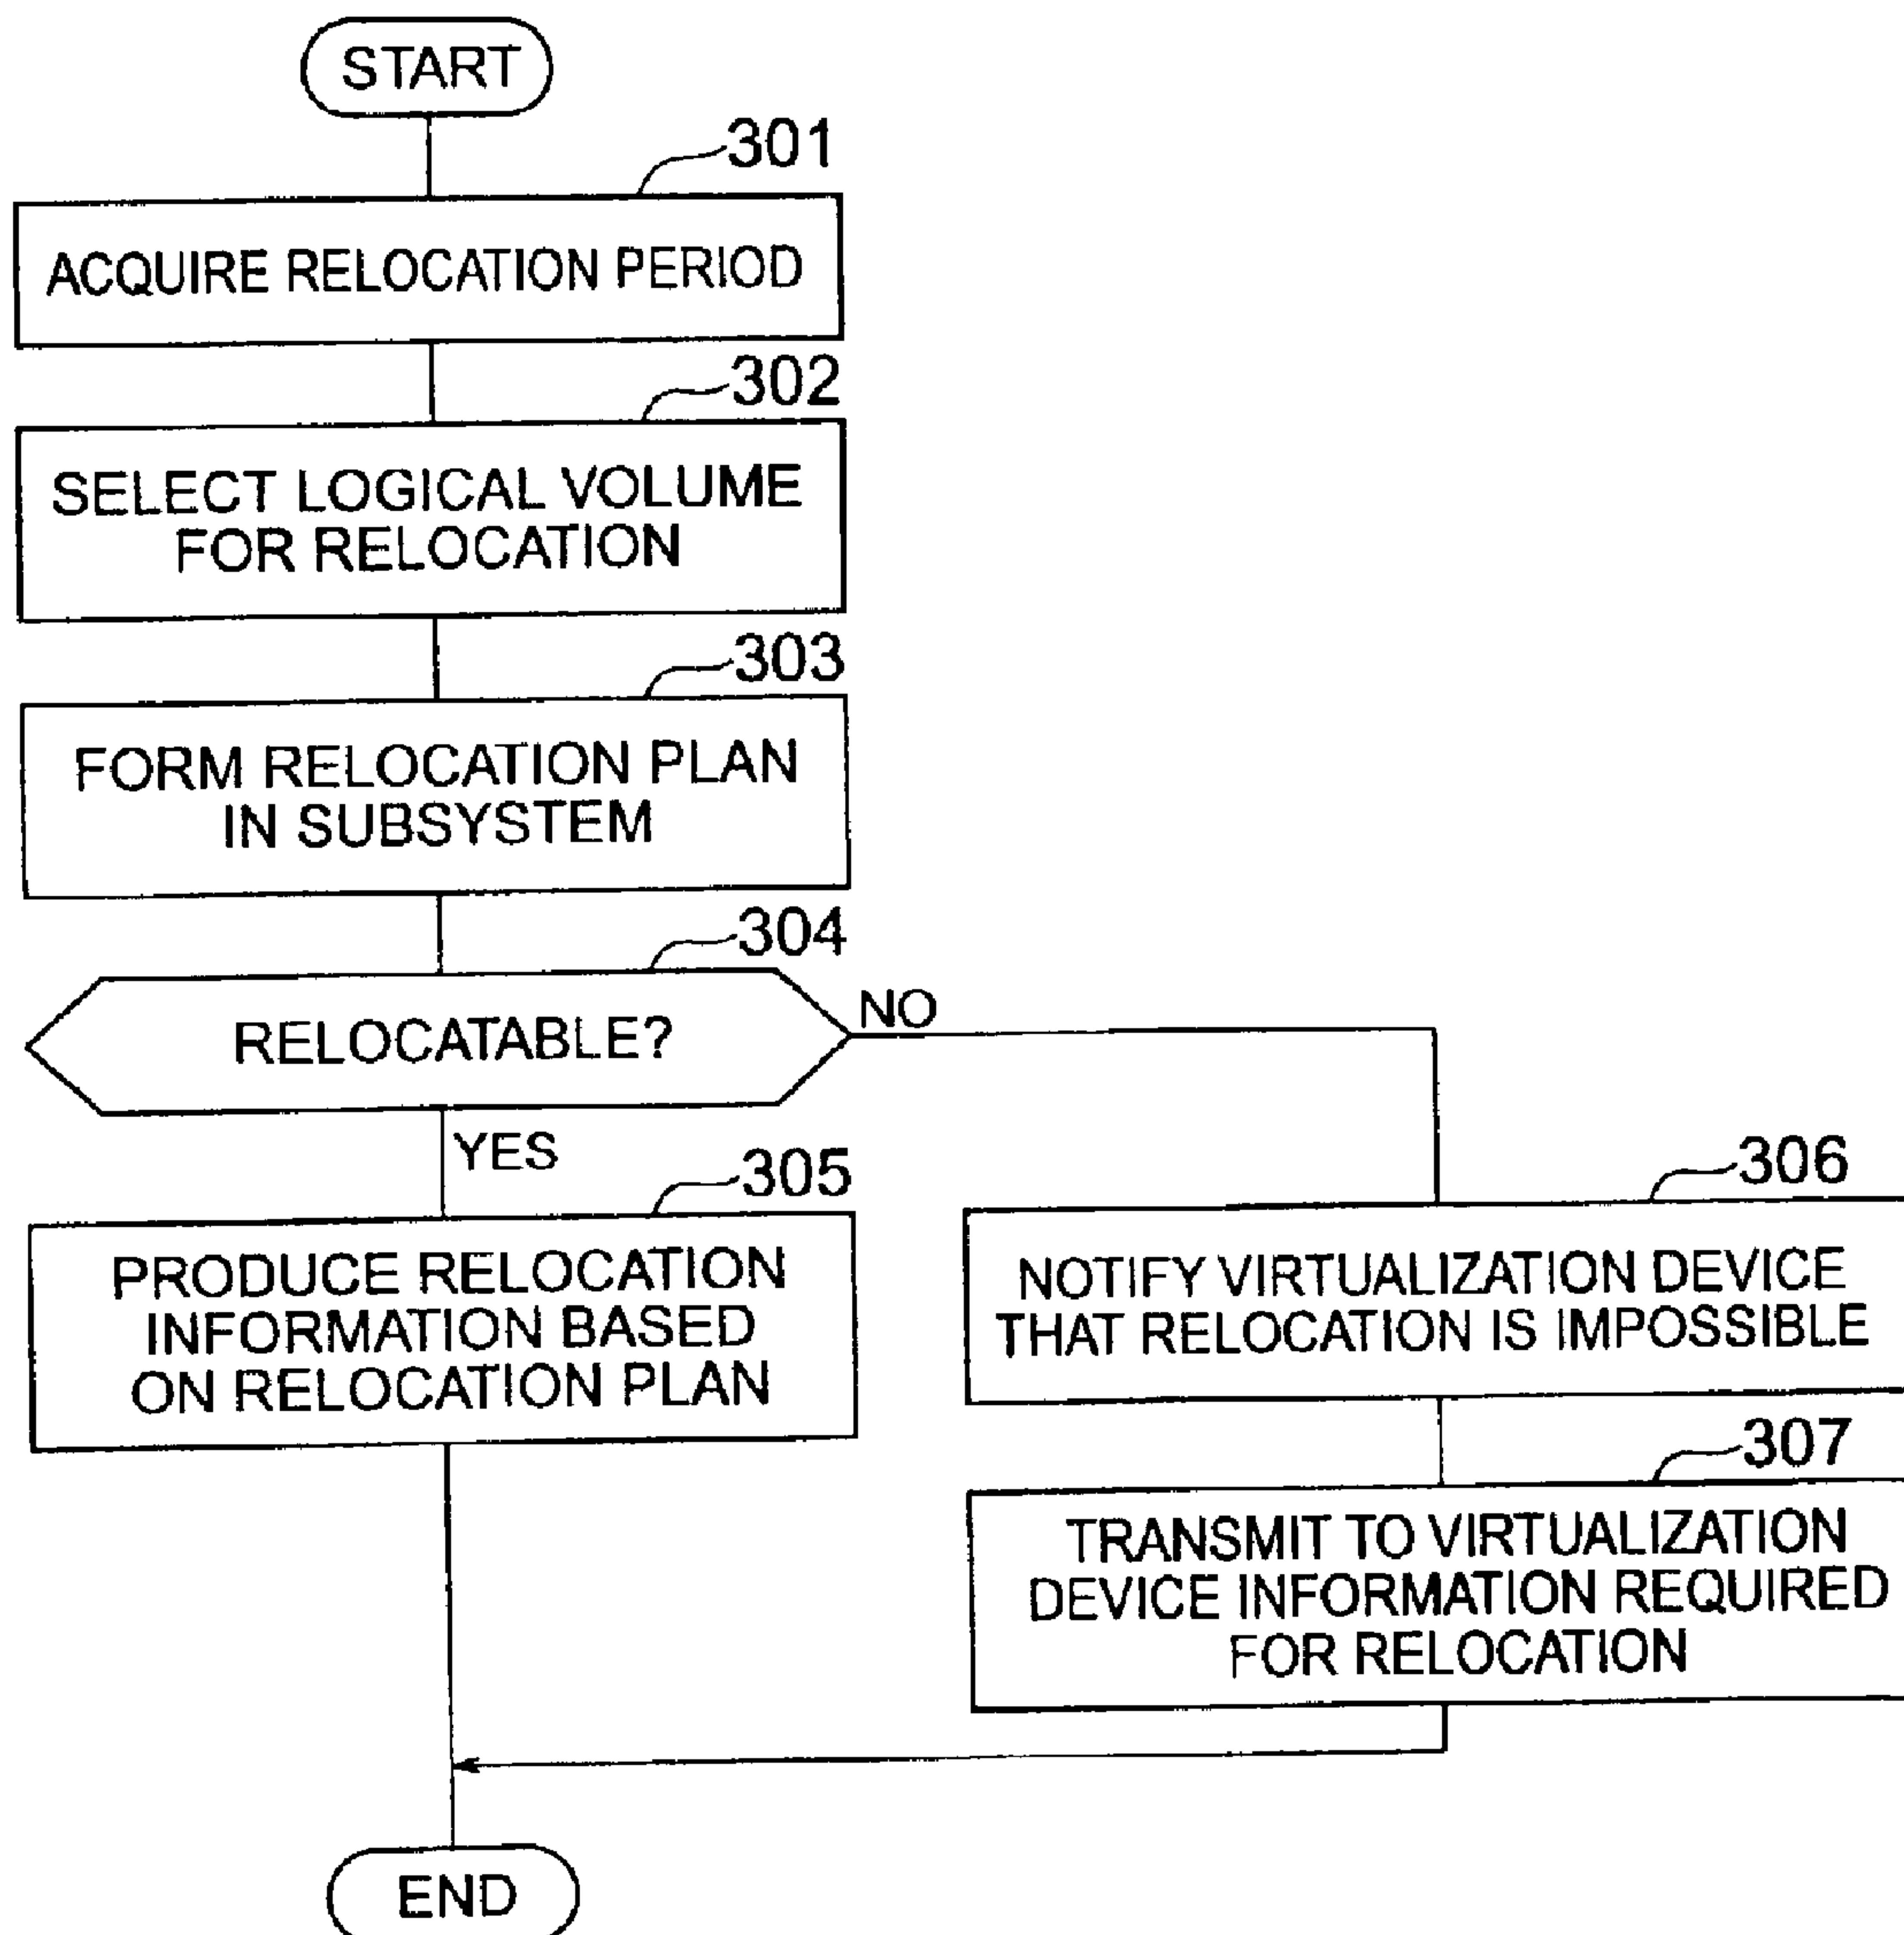 START
301
ACQUIRE RELOCATION PERIOD
302
SELECT LOGICAL VOLUME
FOR RELOCATION
303
FORM RELOCATION PLAN
IN SUBSYSTEM
304
RELOCATABLE?
NO
YES
305
PRODUCE RELOCATION
INFORMATION BASED
ON RELOCATION PLAN
306
NOTIFY VIRTUALIZATION DEVICE
THAT RELOCATION IS IMPOSSIBLE
307
TRANSMIT TO VIRTUALIZATION
DEVICE INFORMATION REQUIRED
FOR RELOCATION
END